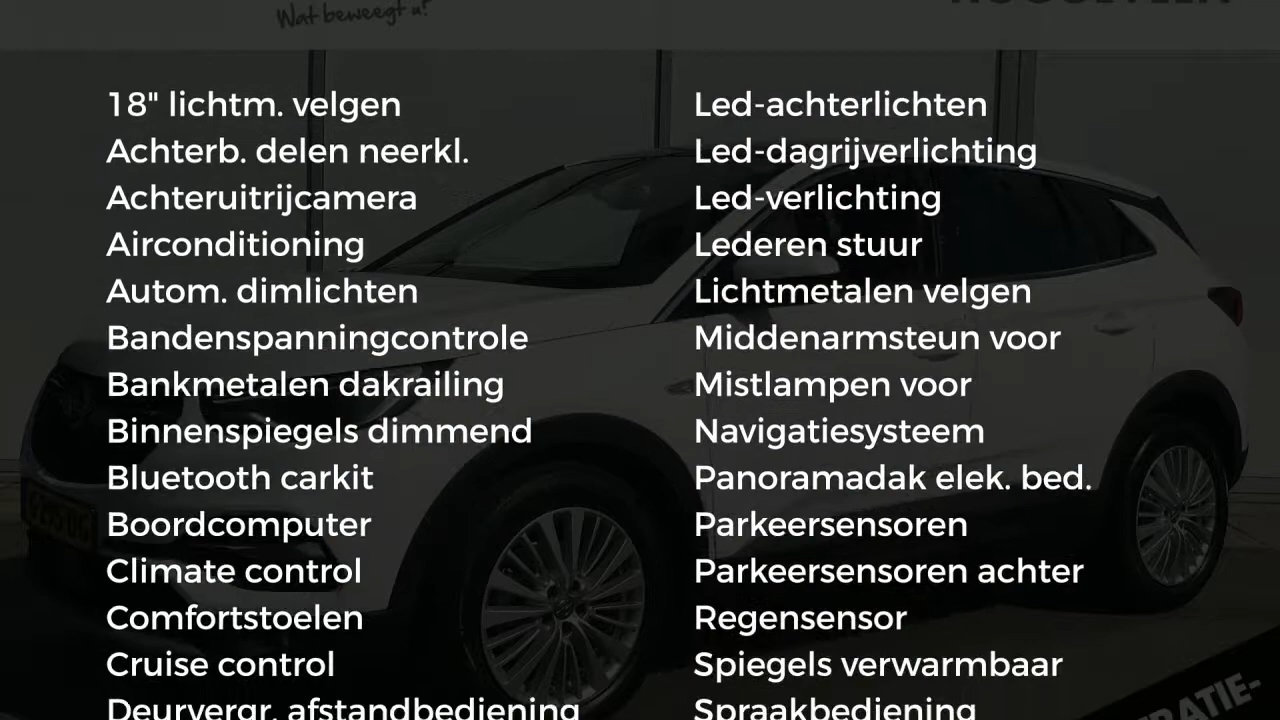 Wat beweegt u?
18" lichtm. velgen
Achterb. delen neerkl.
Achteruitrijcamera
Airconditioning
Autom. dimlichten
Bandenspanningcontrole
Bankmetalen dakrailing
Binnenspiegels dimmend
Bluetooth carkit
Boordcomputer
Climate control
Comfortstoelen
Cruise control
Deurvergr. afstandbediening
Led-achterlichten
Led-dagrijverlichting
Led-verlichting
Lederen stuur
Lichtmetalen velgen
Middenarmsteun voor
Mistlampen voor
Navigatiesysteem
Panoramadak elek. bed.
Parkeersensoren
Parkeersensoren achter
Regensensor
Spiegels verwarmbaar
Spraakbediening